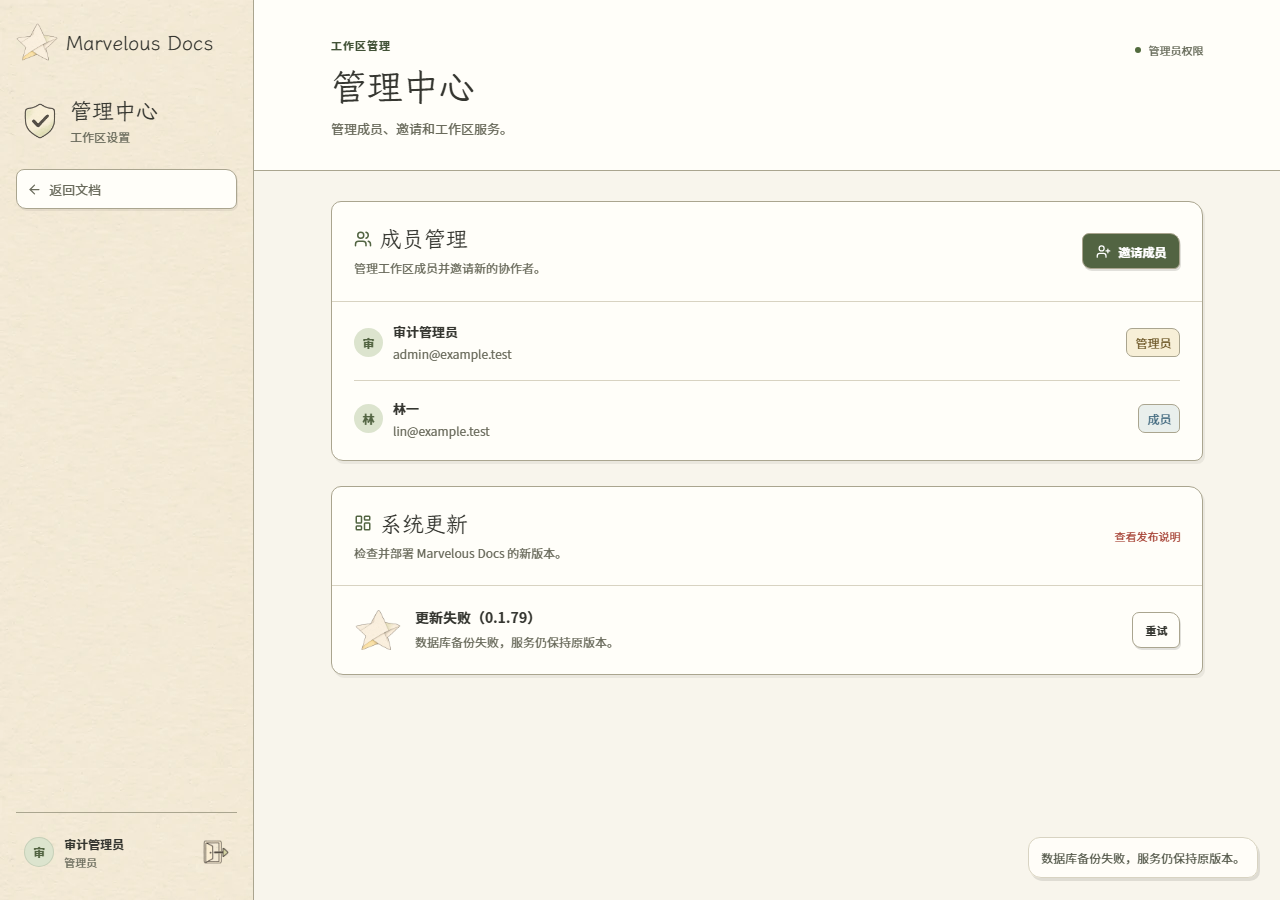 Marvelous Docs
管理中心
工作区设置
返回文档
审计管理员
管理员
工作区管理
管理中心
管理成员、邀请和工作区服务。
管理员权限
成员管理
管理工作区成员并邀请新的协作者。
邀请成员
审
审计管理员
admin@example.test
管理员
林
林一
lin@example.test
成员
系统更新
检查并部署 Marvelous Docs 的新版本。
查看发布说明
更新失败（0.1.79）
数据库备份失败，服务仍保持原版本。
重试
审
数据库备份失败，服务仍保持原版本。